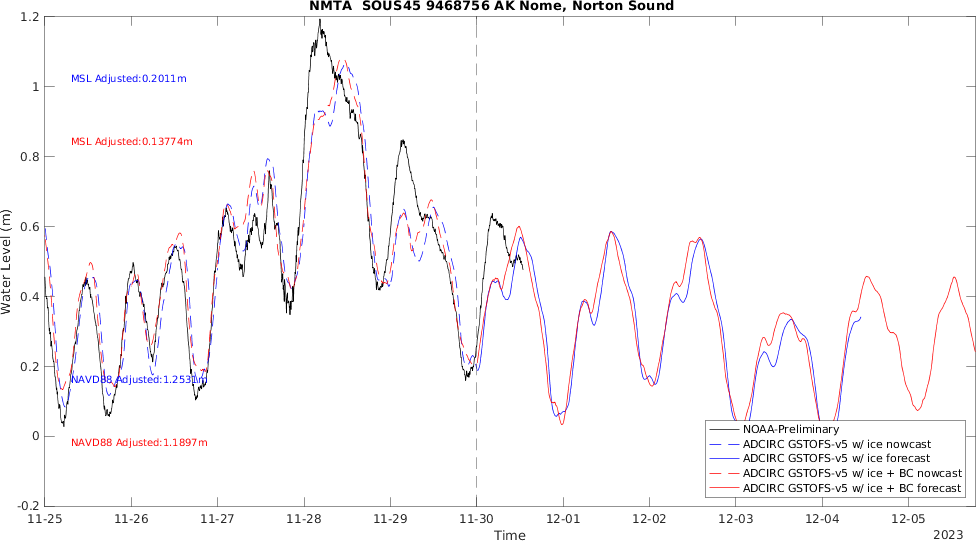 NMTA SOUS45 9468756 AK Nome, Norton Sound
1.2
1
0.8
0.6
0.4
0.2
0
-0.2
Water Level (m)
MSL Adjusted:0.2011m
MSL Adjusted:0.13774m
NAVD88 Adjusted:1.2531m
NAVD88 Adjusted:1.1897m
NOAA-Preliminary
ADCIRC GSTOFS-v5 w/ ice nowcast
ADCIRC GSTOFS-v5 w/ ice forecast
ADCIRC GSTOFS-v5 w/ ice + BC nowcast
ADCIRC GSTOFS-v5 w/ ice + BC forecast
11-25 11-26 11-27 11-28 11-29 11-30 12-01 12-02 12-03 12-04 12-05
Time
2023